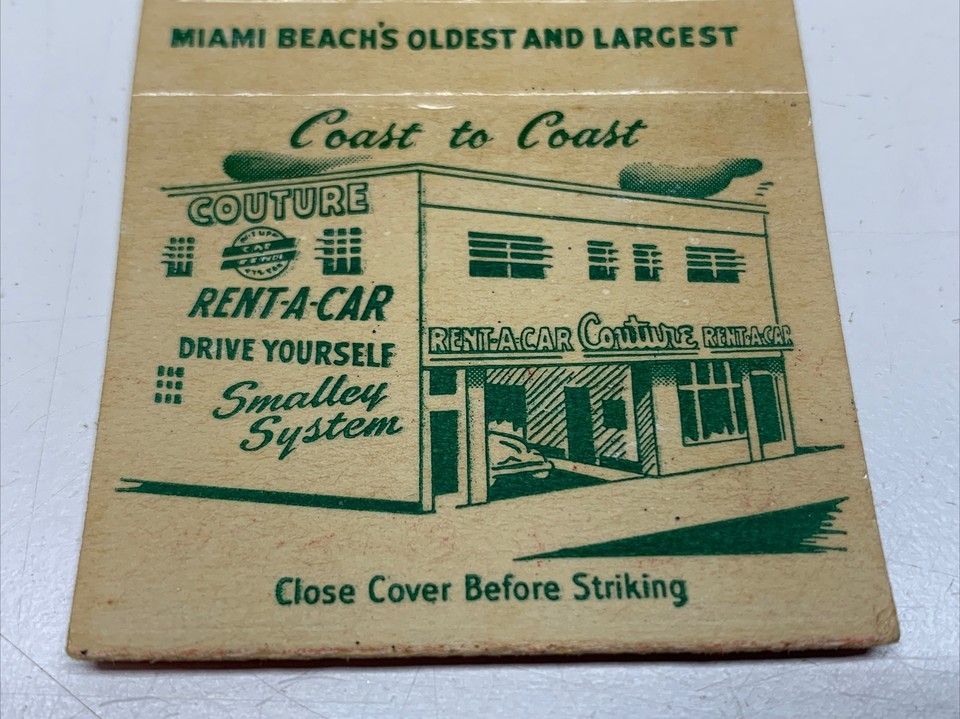 MIAMI BEACH'S OLDEST AND LARGEST
Coast to Coast
COUTURE
RENT-A-CAR
DRIVE YOURSELF
Smalley
System
RENT-A-CAR Couture RENT-A-CAR
Close Cover Before Striking